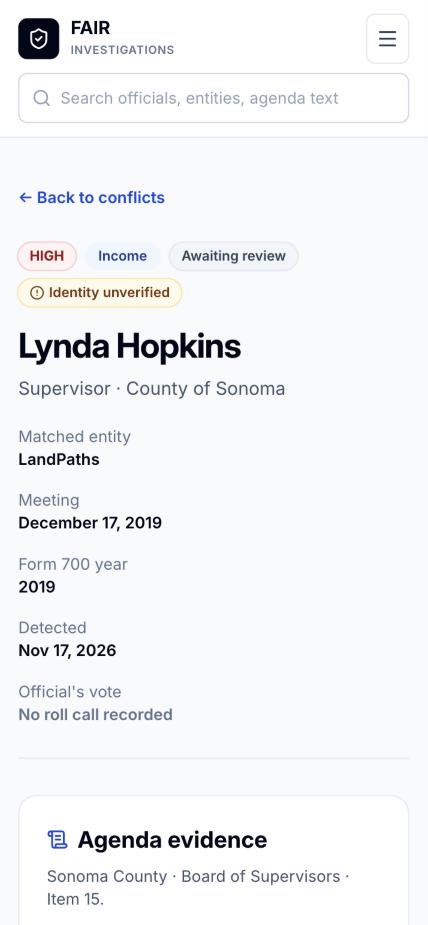 FAIR
INVESTIGATIONS
Search officials, entities, agenda text
← Back to conflicts
HIGH
Income
Awaiting review
Identity unverified
Lynda Hopkins
Supervisor · County of Sonoma
Matched entity
LandPaths
Meeting
December 17, 2019
Form 700 year
2019
Detected
Nov 17, 2026
Official's vote
No roll call recorded
Agenda evidence
Sonoma County · Board of Supervisors ·
Item 15.